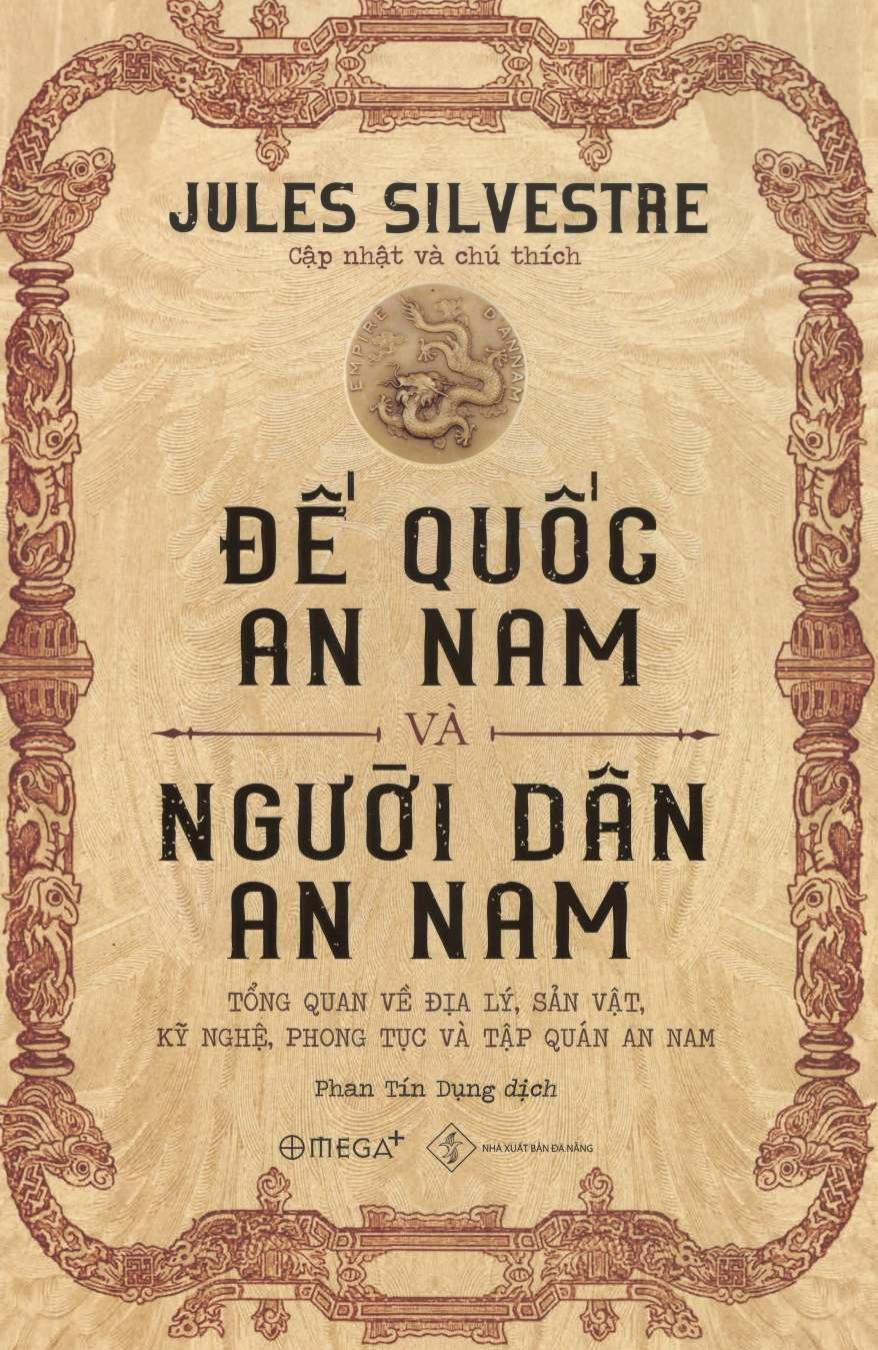 JULES SILVESTRE
Cập nhật và chú thích
EMPIRE D'ANNAM
ĐẾ QUỐC
AN NAM
VÀ
NGƯỜI DÂN
AN NAM
TỔNG QUAN VỀ ĐỊA LÝ, SẢN VẬT,
KỸ NGHỆ, PHONG TỤC VÀ TẬP QUÁN AN NAM
Phan Tín Dụng dịch
OMEGA+
NHÀ XUẤT BẢN ĐÀ NẴNG